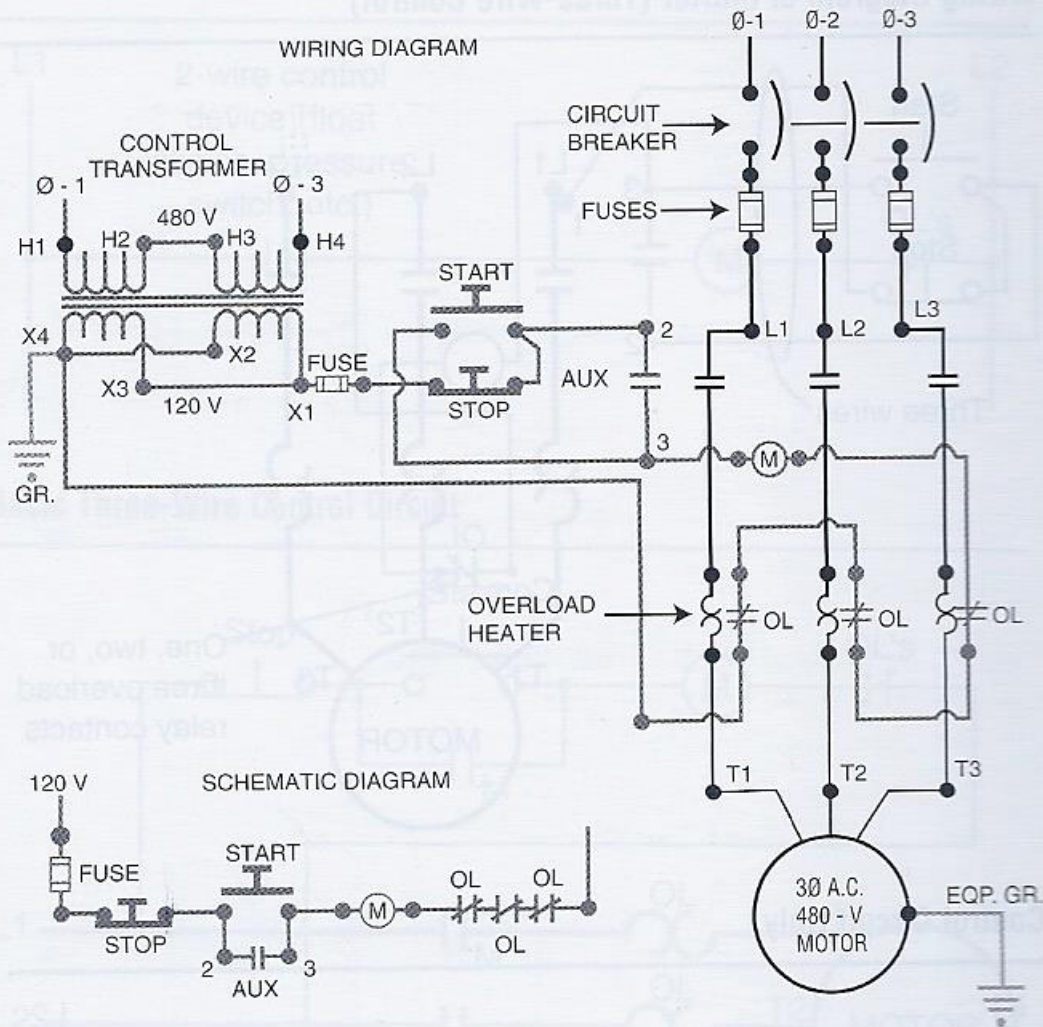 WIRING DIAGRAM
Ø-1
Ø-2
Ø-3
CIRCUIT
BREAKER
CONTROL
TRANSFORMER
Ø - 1
Ø - 3
480 V
H1
H2
H3
H4
FUSES
START
L1
L2
L3
X4
X2
FUSE
2
AUX
X3
120 V
X1
STOP
3
M
GR.
OVERLOAD
HEATER
OL
OL
OL
T1
T2
T3
3Ø A.C.
480 - V
MOTOR
EQP. GR.
SCHEMATIC DIAGRAM
120 V
FUSE
START
OL
OL
M
STOP
OL
2
3
AUX